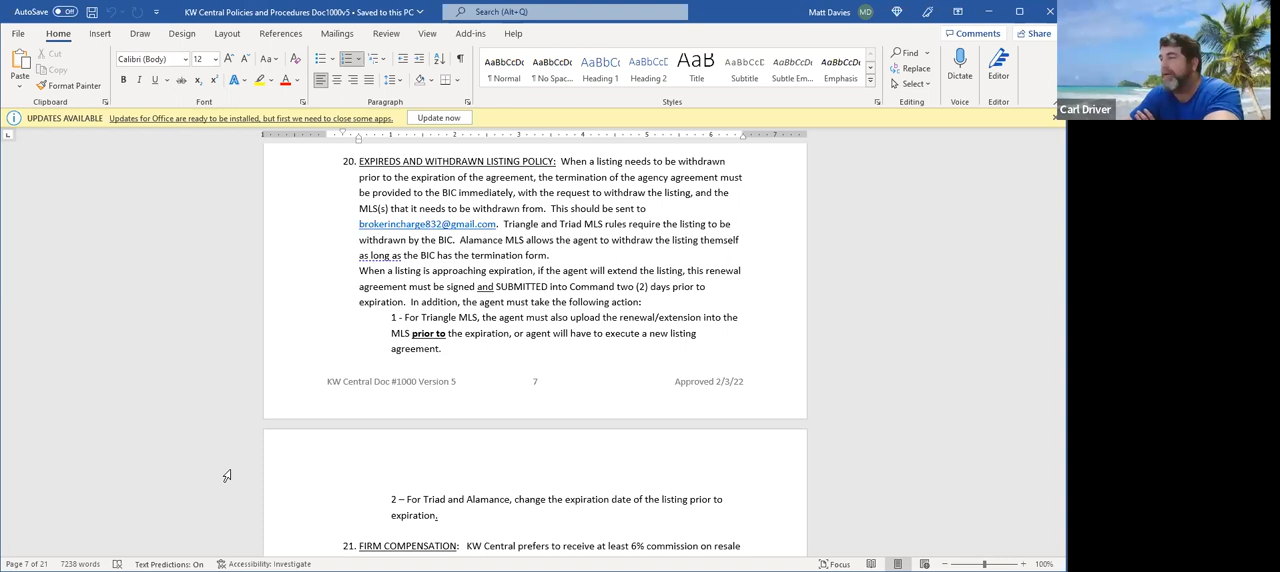 AutoSave Off KW Central Policies and Procedures Doc1000v5 • Saved to this PC Search (Alt+Q) Matt Davies MD
File Home Insert Draw Design Layout References Mailings Review View Add-ins Help Comments Share
Paste Cut Copy Format Painter Clipboard
Calibri (Body) 12 Font
Paragraph
AaBbCcDc AaBbCcDc AaBbC( AaBbCcC AaB AaBbCcD AaBbCcDc AaBbCcDc
¶ Normal ¶ No Spac... Heading 1 Heading 2 Title Subtitle Subtle Em... Emphasis
Styles
Find Replace Select Editing
Dictate Voice
Editor Editor
Carl Driver
UPDATES AVAILABLE Updates for Office are ready to be installed, but first we need to close some apps. Update now
1 1 2 3 4 5 6 7
20. EXPIREDS AND WITHDRAWN LISTING POLICY: When a listing needs to be withdrawn
prior to the expiration of the agreement, the termination of the agency agreement must
be provided to the BIC immediately, with the request to withdraw the listing, and the
MLS(s) that it needs to be withdrawn from. This should be sent to
brokerincharge832@gmail.com. Triangle and Triad MLS rules require the listing to be
withdrawn by the BIC. Alamance MLS allows the agent to withdraw the listing themself
as long as the BIC has the termination form.
When a listing is approaching expiration, if the agent will extend the listing, this renewal
agreement must be signed and SUBMITTED into Command two (2) days prior to
expiration. In addition, the agent must take the following action:
1 - For Triangle MLS, the agent must also upload the renewal/extension into the
MLS prior to the expiration, or agent will have to execute a new listing
agreement.
KW Central Doc #1000 Version 5 7 Approved 2/3/22
2 – For Triad and Alamance, change the expiration date of the listing prior to
expiration.
21. FIRM COMPENSATION: KW Central prefers to receive at least 6% commission on resale
Page 7 of 21 7238 words Text Predictions: On Accessibility: Investigate Focus 100%